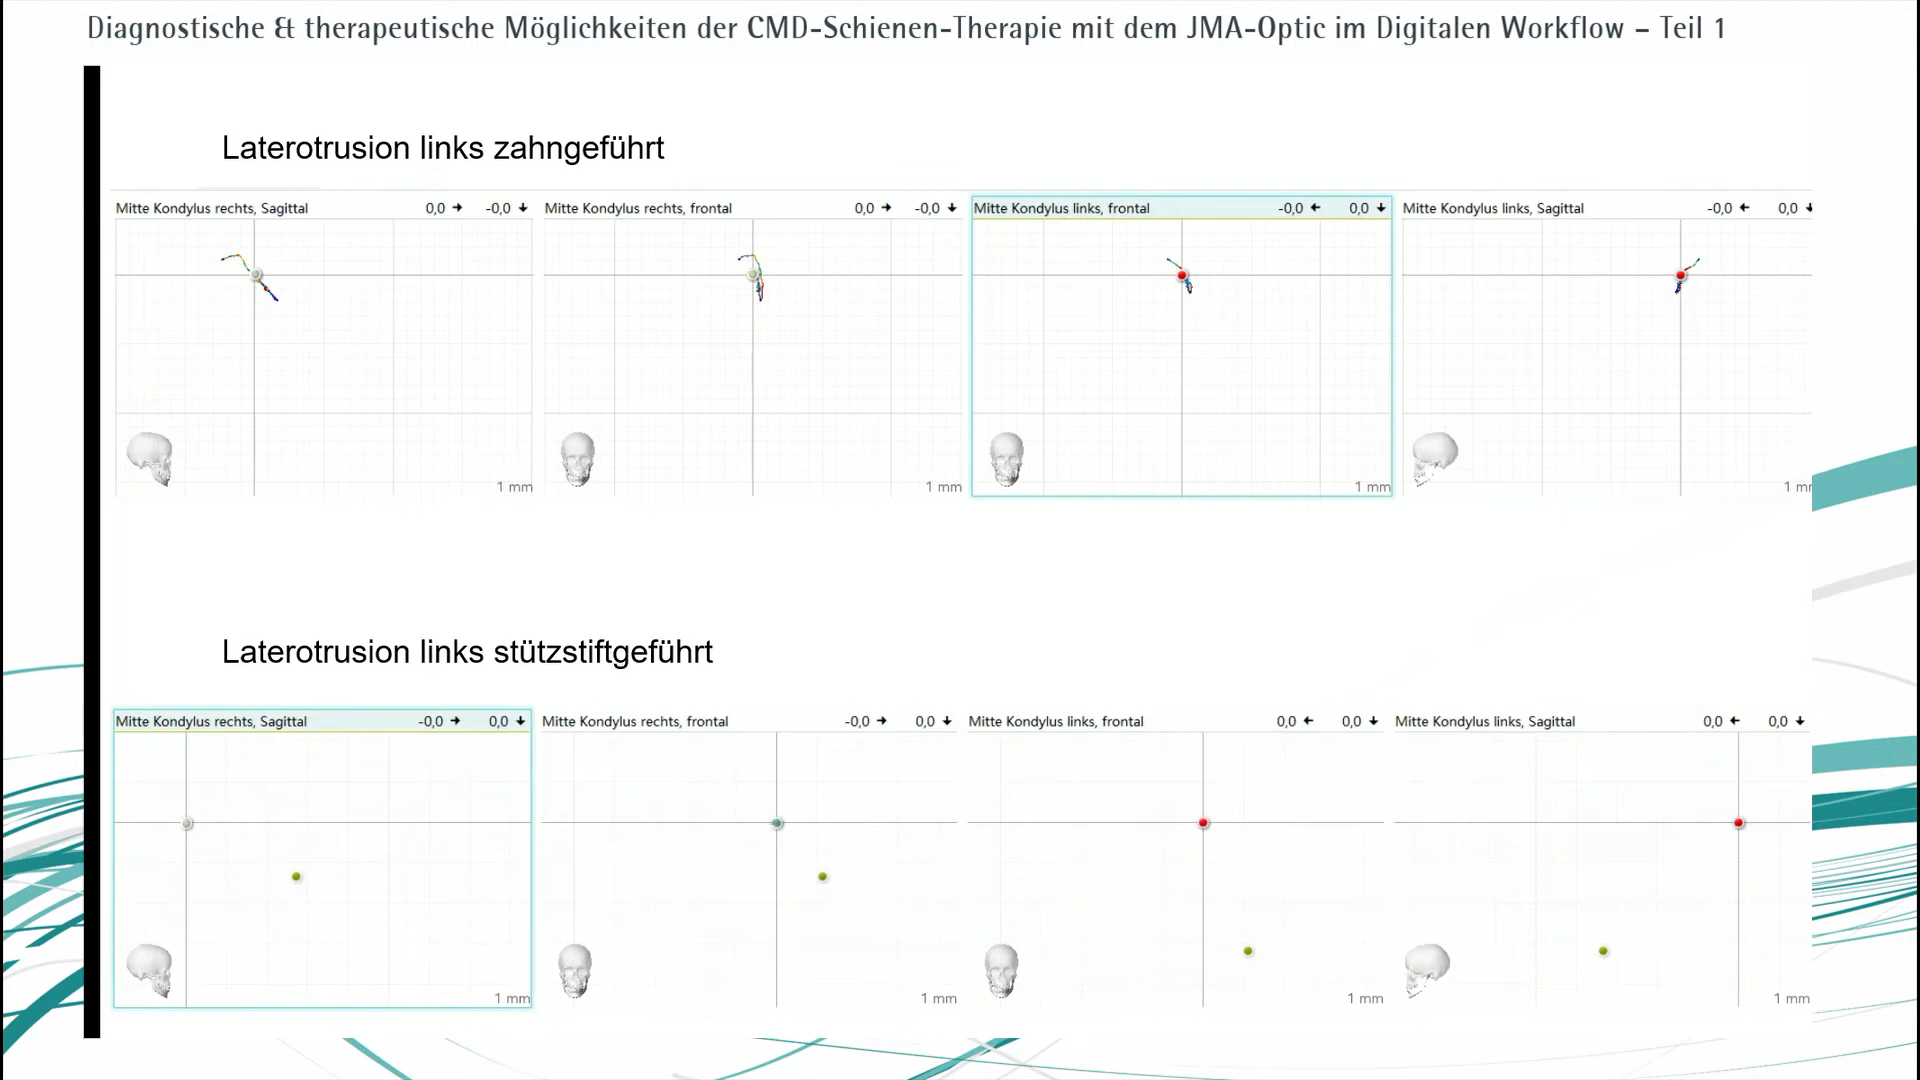 Diagnostische & therapeutische Möglichkeiten der CMD-Schienen-Therapie mit dem JMA-Optic im Digitalen Workflow – Teil 1
Laterotrusion links zahngeführt
Mitte Kondylus rechts, Sagittal 0,0 → -0,0 ↓
Mitte Kondylus rechts, frontal 0,0 → -0,0 ↓
Mitte Kondylus links, frontal -0,0 ← 0,0 ↓
Mitte Kondylus links, Sagittal -0,0 ← 0,0 ↓
1 mm
1 mm
1 mm
1 mm
Laterotrusion links stützstiftgeführt
Mitte Kondylus rechts, Sagittal -0,0 → 0,0 ↓
Mitte Kondylus rechts, frontal -0,0 → 0,0 ↓
Mitte Kondylus links, frontal 0,0 ← 0,0 ↓
Mitte Kondylus links, Sagittal 0,0 ← 0,0 ↓
1 mm
1 mm
1 mm
1 mm